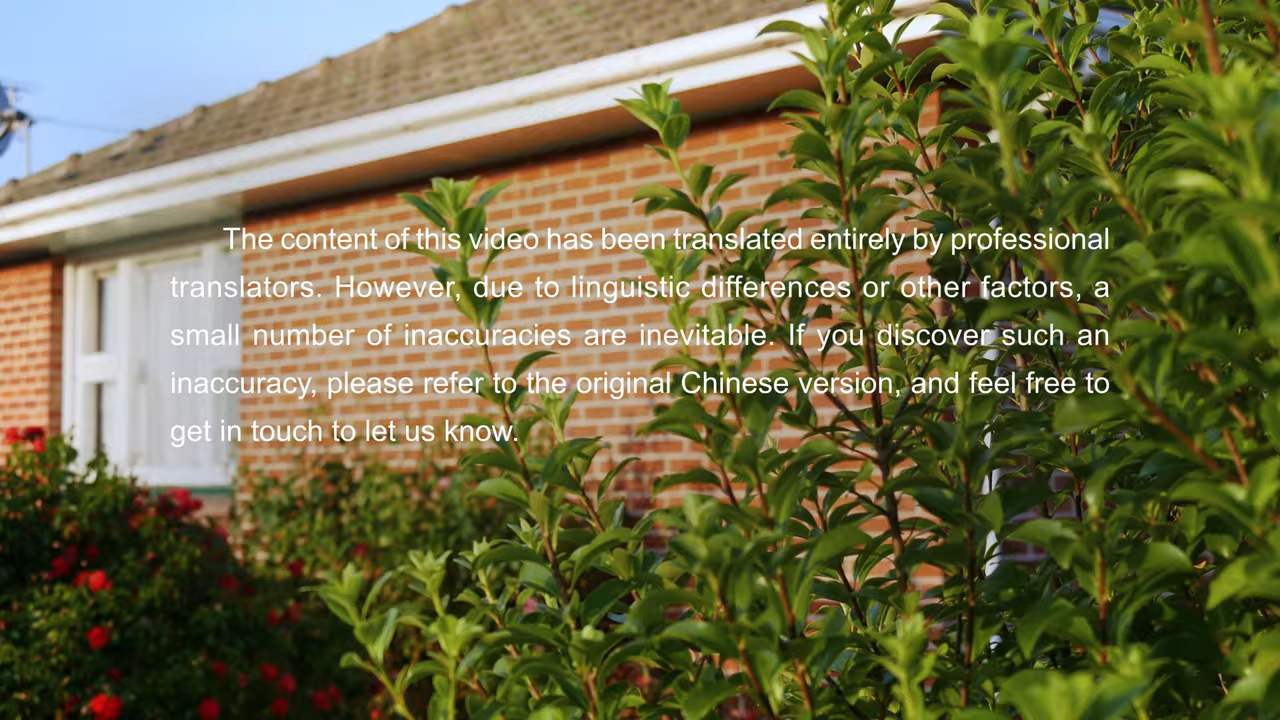 The content of this video has been translated entirely by professional
translators. However, due to linguistic differences or other factors, a
small number of inaccuracies are inevitable. If you discover such an
inaccuracy, please refer to the original Chinese version, and feel free to
get in touch to let us know.